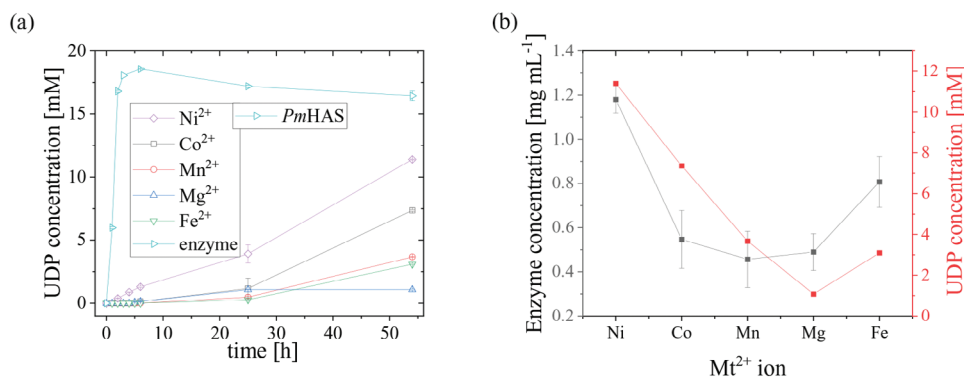 (a)
20
15
10
5
0
UDP concentration [mM]
0 10 20 30 40 50
time [h]
Ni²⁺
Co²⁺
Mn²⁺
Mg²⁺
Fe²⁺
enzyme
PmHAS
(b)
1.4
1.2
1.0
0.8
0.6
0.4
0.2
Enzyme concentration [mg mL⁻¹]
Ni Co Mn Mg Fe
Mt²⁺ ion
12
10
8
6
4
2
0
UDP concentration [mM]